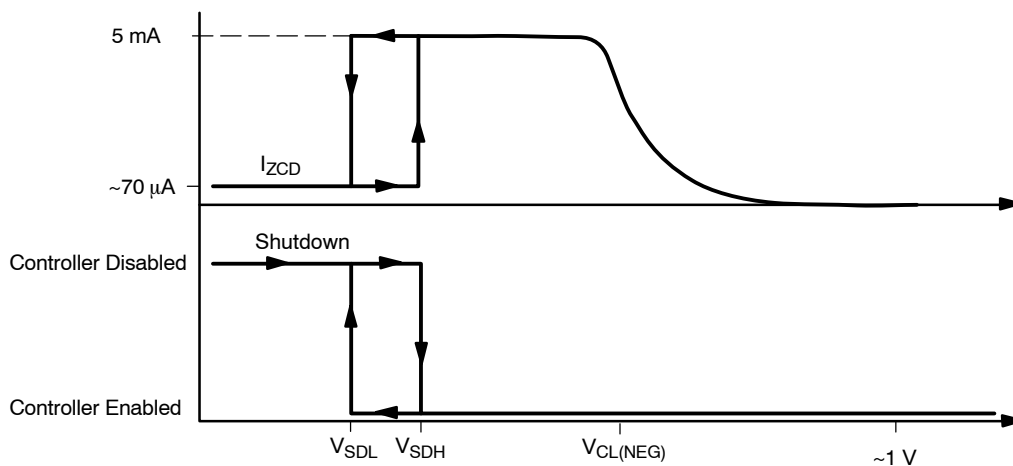 5 mA
I_ZCD
~70 μA
Shutdown
Controller Disabled
Controller Enabled
V_SDL V_SDH V_CL(NEG) ~1 V